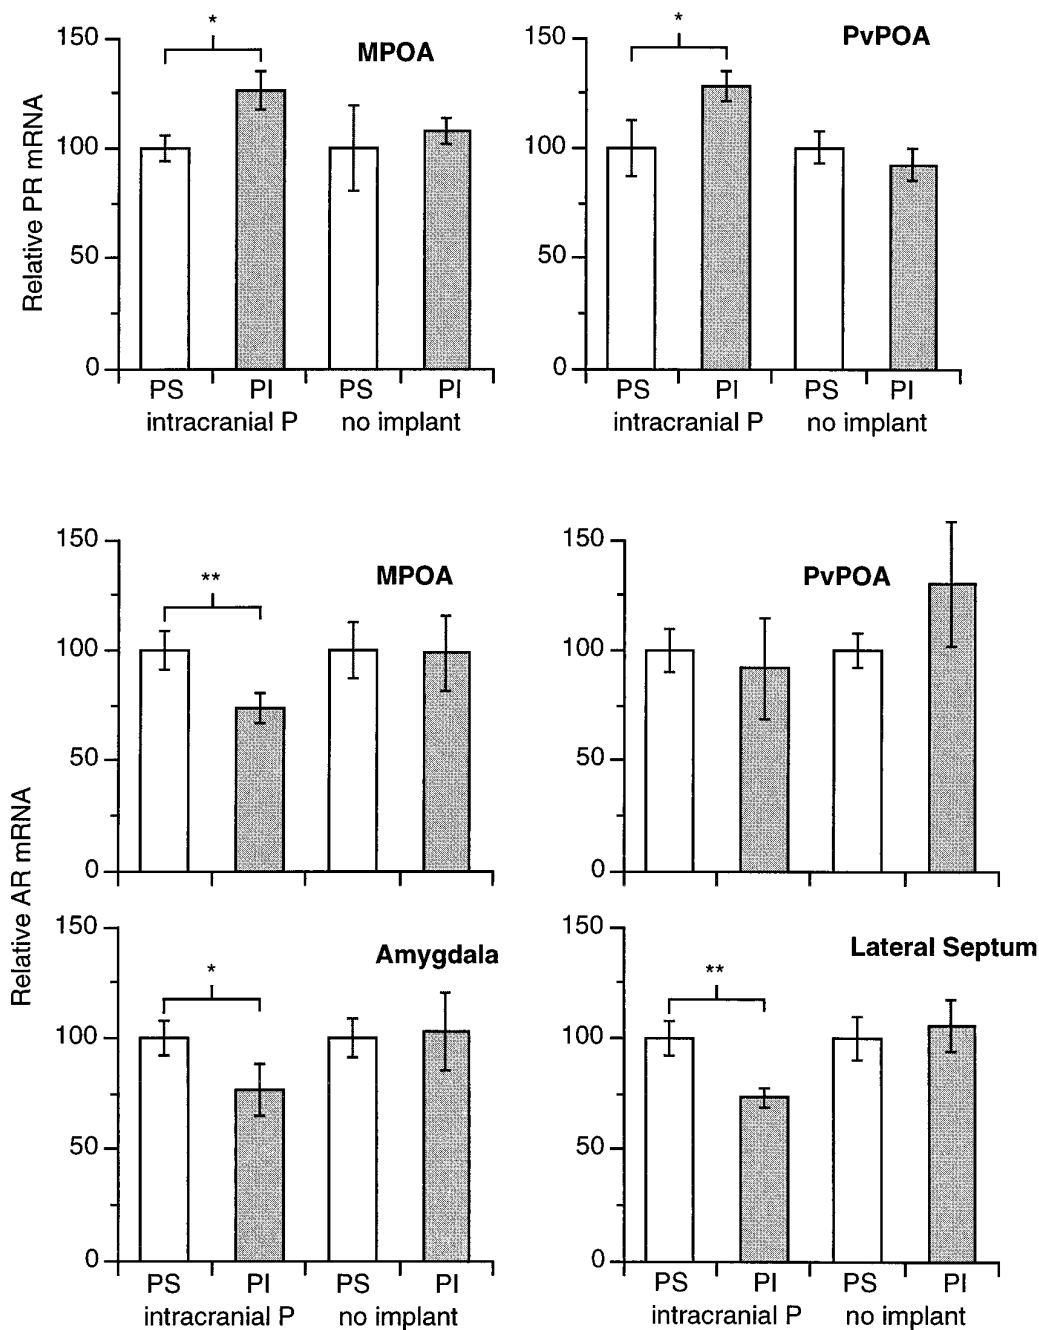 Relative PR mRNA
150
100
50
0
*
MPOA
PS PI PS PI
intracranial P no implant
150
100
50
0
*
PvPOA
PS PI PS PI
intracranial P no implant
Relative AR mRNA
150
100
50
0
**
MPOA
150
100
50
0
PvPOA
150
100
50
0
*
Amygdala
PS PI PS PI
intracranial P no implant
150
100
50
0
**
Lateral Septum
PS PI PS PI
intracranial P no implant